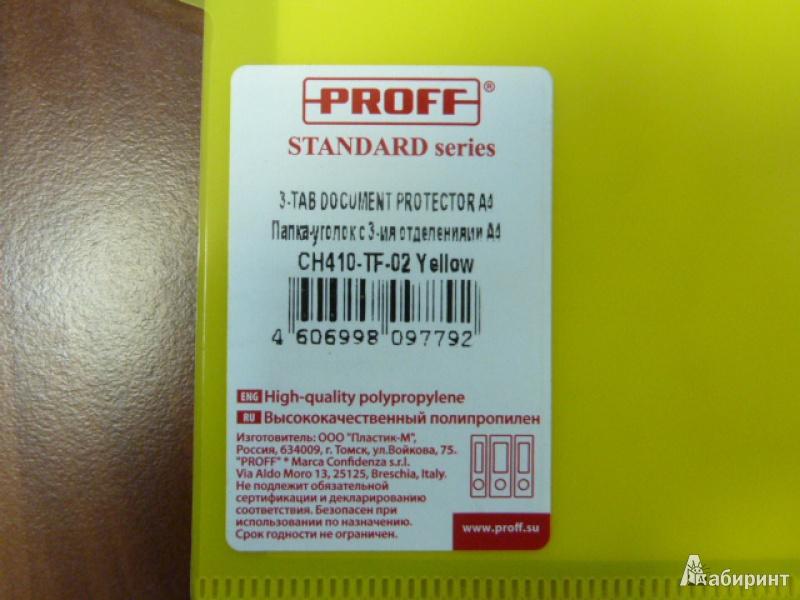 PROFF®
STANDARD series
3-TAB DOCUMENT PROTECTOR A4
Папка-уголок с 3-мя отделениями A4
CH410-TF-02 Yellow
4 606998 097792
ENG High-quality polypropylene
RU Высококачественный полипропилен
Изготовитель: ООО "Пластик-М",
Россия, 634009, г. Томск, ул.Войкова, 75.
"PROFF" * Marca Confidenza s.r.l.
Via Aldo Moro 13, 25125, Breschia, Italy.
Не подлежит обязательной
сертификации и декларированию
соответствия. Безопасен при
использовании по назначению.
Срок годности не ограничен.
www.proff.su
Лабиринт